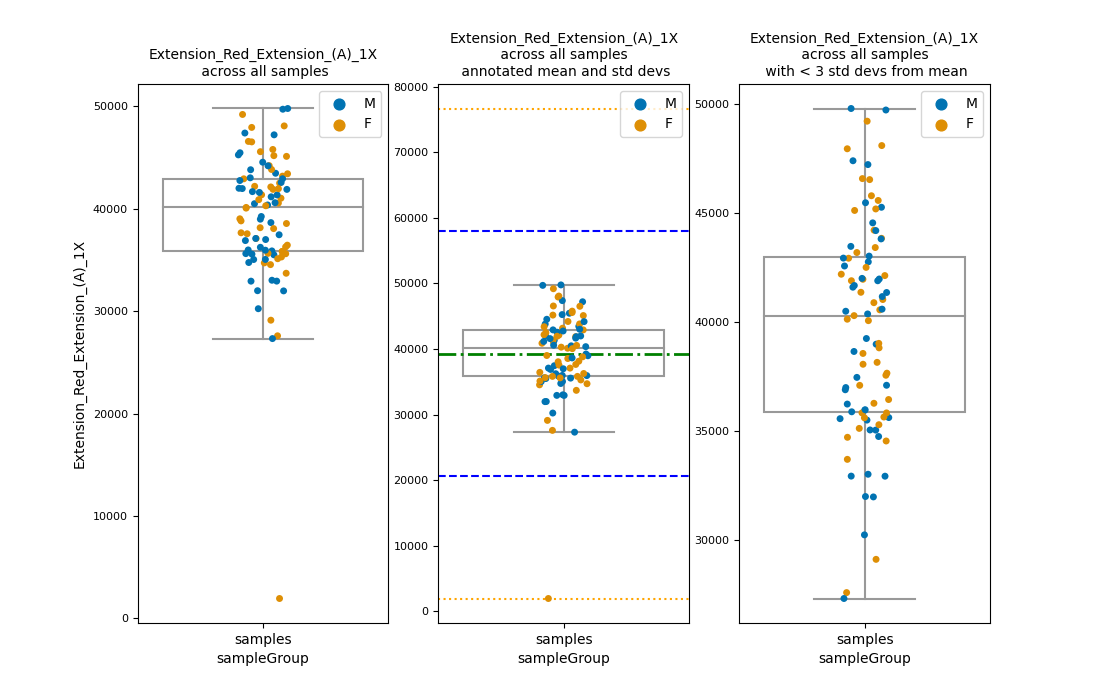 Extension_Red_Extension_(A)_1X
across all samples
Extension_Red_Extension_(A)_1X
50000
40000
30000
20000
10000
0
M
F
samples
sampleGroup
Extension_Red_Extension_(A)_1X
across all samples
annotated mean and std devs
80000
70000
60000
50000
40000
30000
20000
10000
0
M
F
samples
sampleGroup
Extension_Red_Extension_(A)_1X
across all samples
with < 3 std devs from mean
50000
45000
40000
35000
30000
M
F
samples
sampleGroup